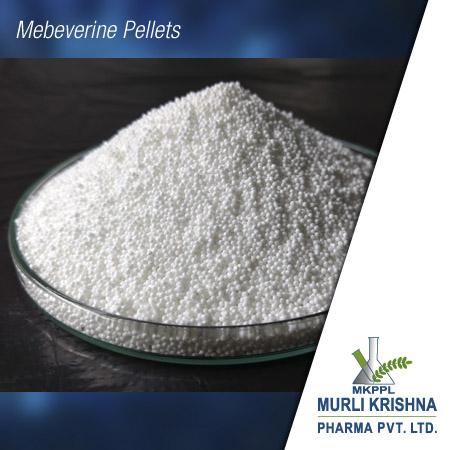 Mebeverine Pellets
MKPPL
MURLI KRISHNA
PHARMA PVT. LTD.